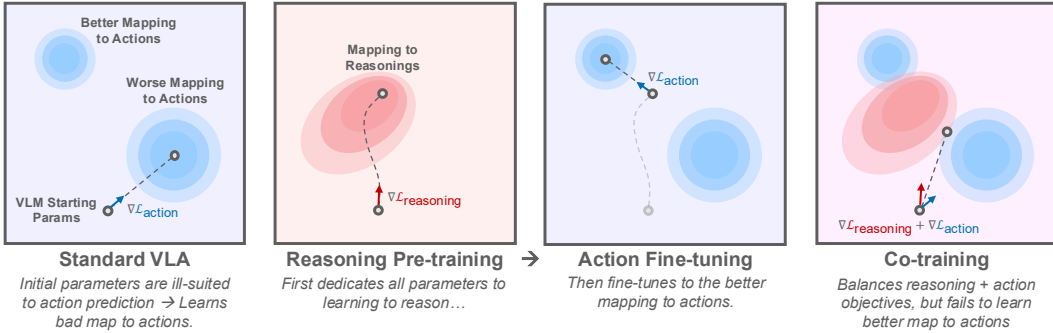 Better Mapping
to Actions
Worse Mapping
to Actions
VLM Starting
Params
∇ℒaction
Standard VLA
Initial parameters are ill-suited
to action prediction → Learns
bad map to actions.
Mapping to
Reasonings
∇ℒreasoning
Reasoning Pre-training →
First dedicates all parameters to
learning to reason…
∇ℒaction
Action Fine-tuning
Then fine-tunes to the better
mapping to actions.
∇ℒreasoning + ∇ℒaction
Co-training
Balances reasoning + action
objectives, but fails to learn
better map to actions